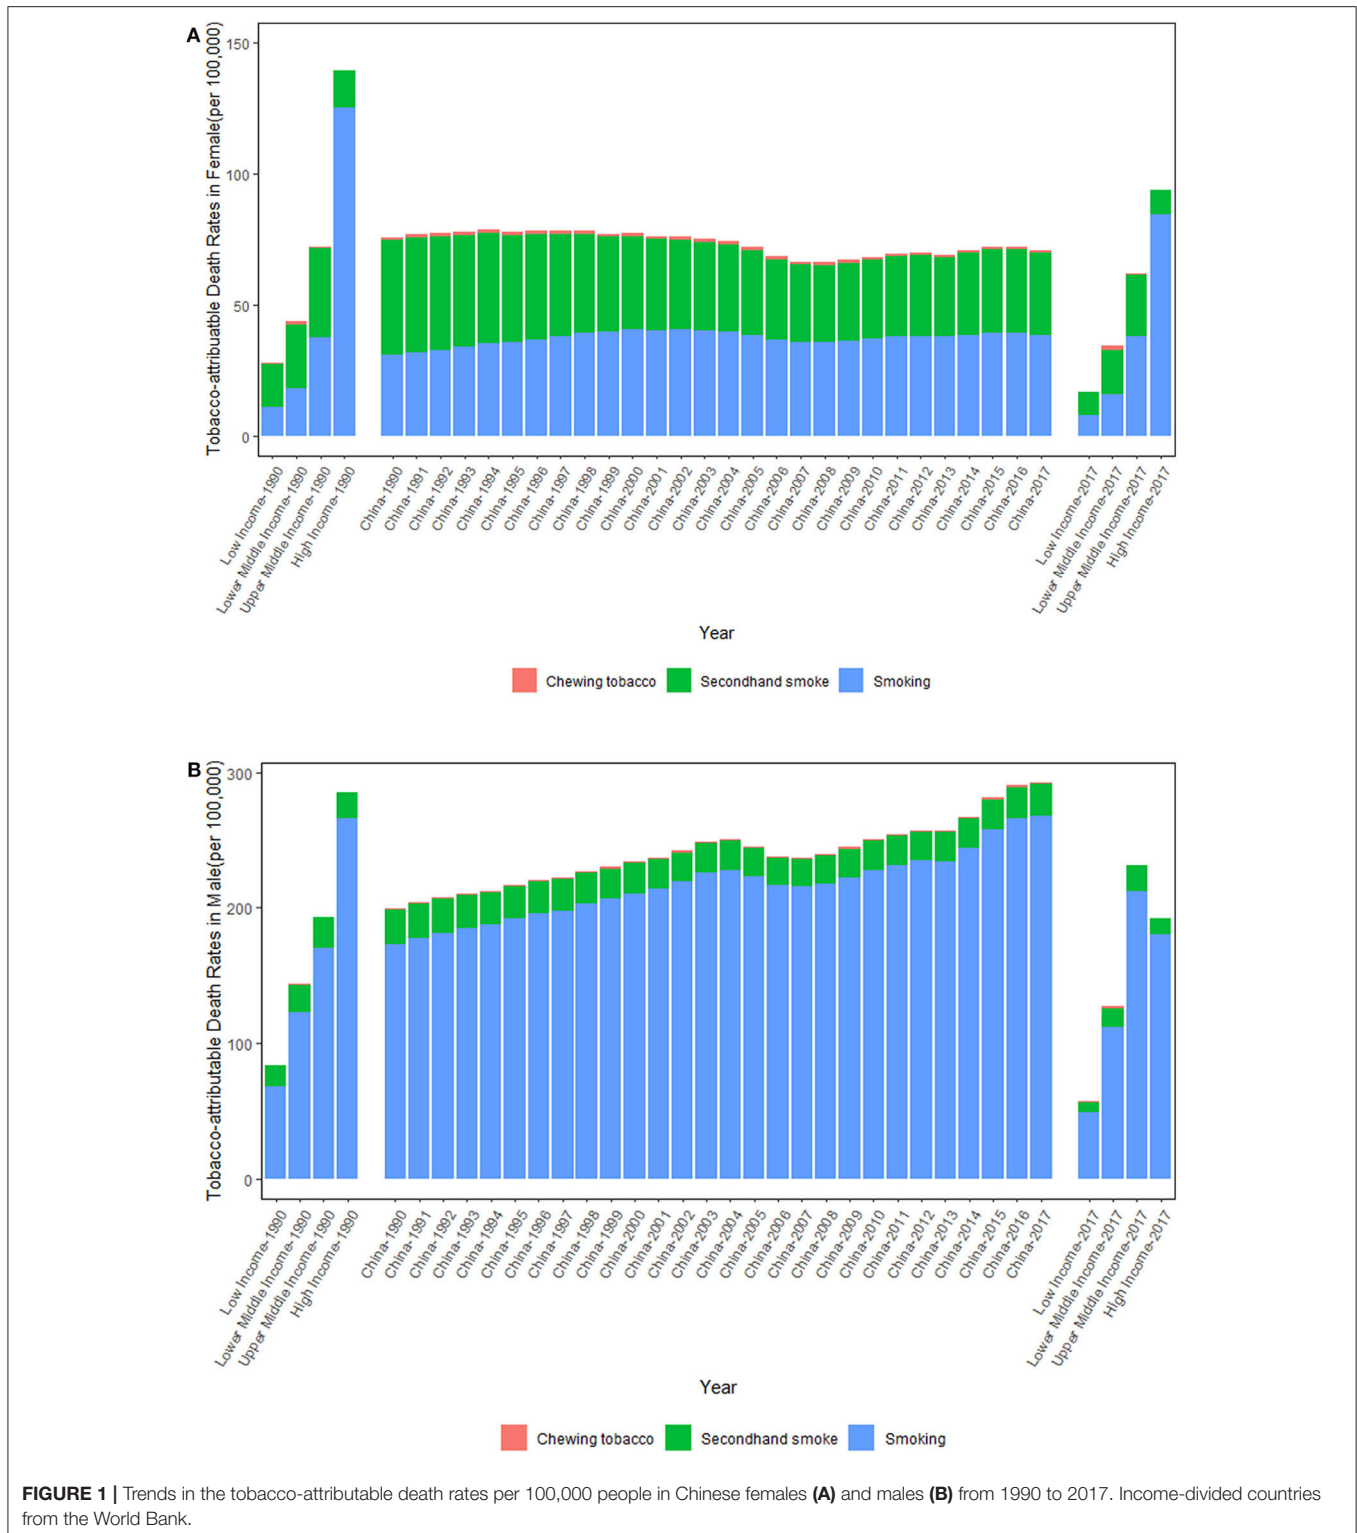 A
Tobacco-attribuatble Death Rates in Female(per 100,000)
150
100
50
0
Low Income-1990
Lower Middle Income-1990
Upper Middle Income-1990
High Income-1990
China-1990
China-1991
China-1992
China-1993
China-1994
China-1995
China-1996
China-1997
China-1998
China-1999
China-2000
China-2001
China-2002
China-2003
China-2004
China-2005
China-2006
China-2007
China-2008
China-2009
China-2010
China-2011
China-2012
China-2013
China-2014
China-2015
China-2016
China-2017
Low Income-2017
Lower Middle Income-2017
Upper Middle Income-2017
High Income-2017
Year
Chewing tobacco Secondhand smoke Smoking
B
Tobacco-attributable Death Rates in Male(per 100,000)
300
200
100
0
Low Income-1990
Lower Middle Income-1990
Upper Middle Income-1990
High Income-1990
China-1990
China-1991
China-1992
China-1993
China-1994
China-1995
China-1996
China-1997
China-1998
China-1999
China-2000
China-2001
China-2002
China-2003
China-2004
China-2005
China-2006
China-2007
China-2008
China-2009
China-2010
China-2011
China-2012
China-2013
China-2014
China-2015
China-2016
China-2017
Low Income-2017
Lower Middle Income-2017
Upper Middle Income-2017
High Income-2017
Year
Chewing tobacco Secondhand smoke Smoking
FIGURE 1 | Trends in the tobacco-attributable death rates per 100,000 people in Chinese females (A) and males (B) from 1990 to 2017. Income-divided countries
from the World Bank.